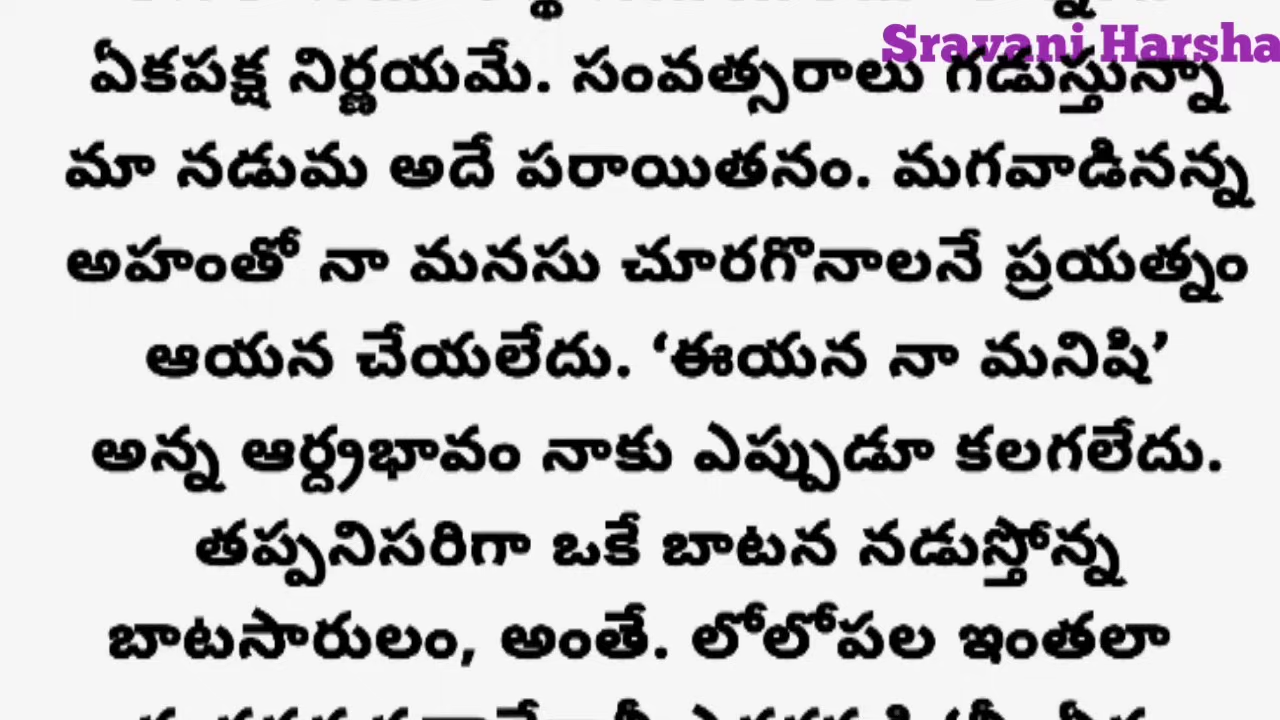 Sravani Harsha
ఏకపక్ష నిర్ణయమే. సంవత్సరాలు గడుస్తున్నా
మా నడుమ అదే పరాయితనం. మగవాడినన్న
అహంతో నా మనసు చూరగొనాలనే ప్రయత్నం
ఆయన చేయలేదు. ‘ఈయన నా మనిషి’
అన్న ఆర్ద్రభావం నాకు ఎప్పుడూ కలగలేదు.
తప్పనిసరిగా ఒకే బాటన నడుస్తోన్న
బాటసారులం, అంతే. లోలోపల ఇంతలా